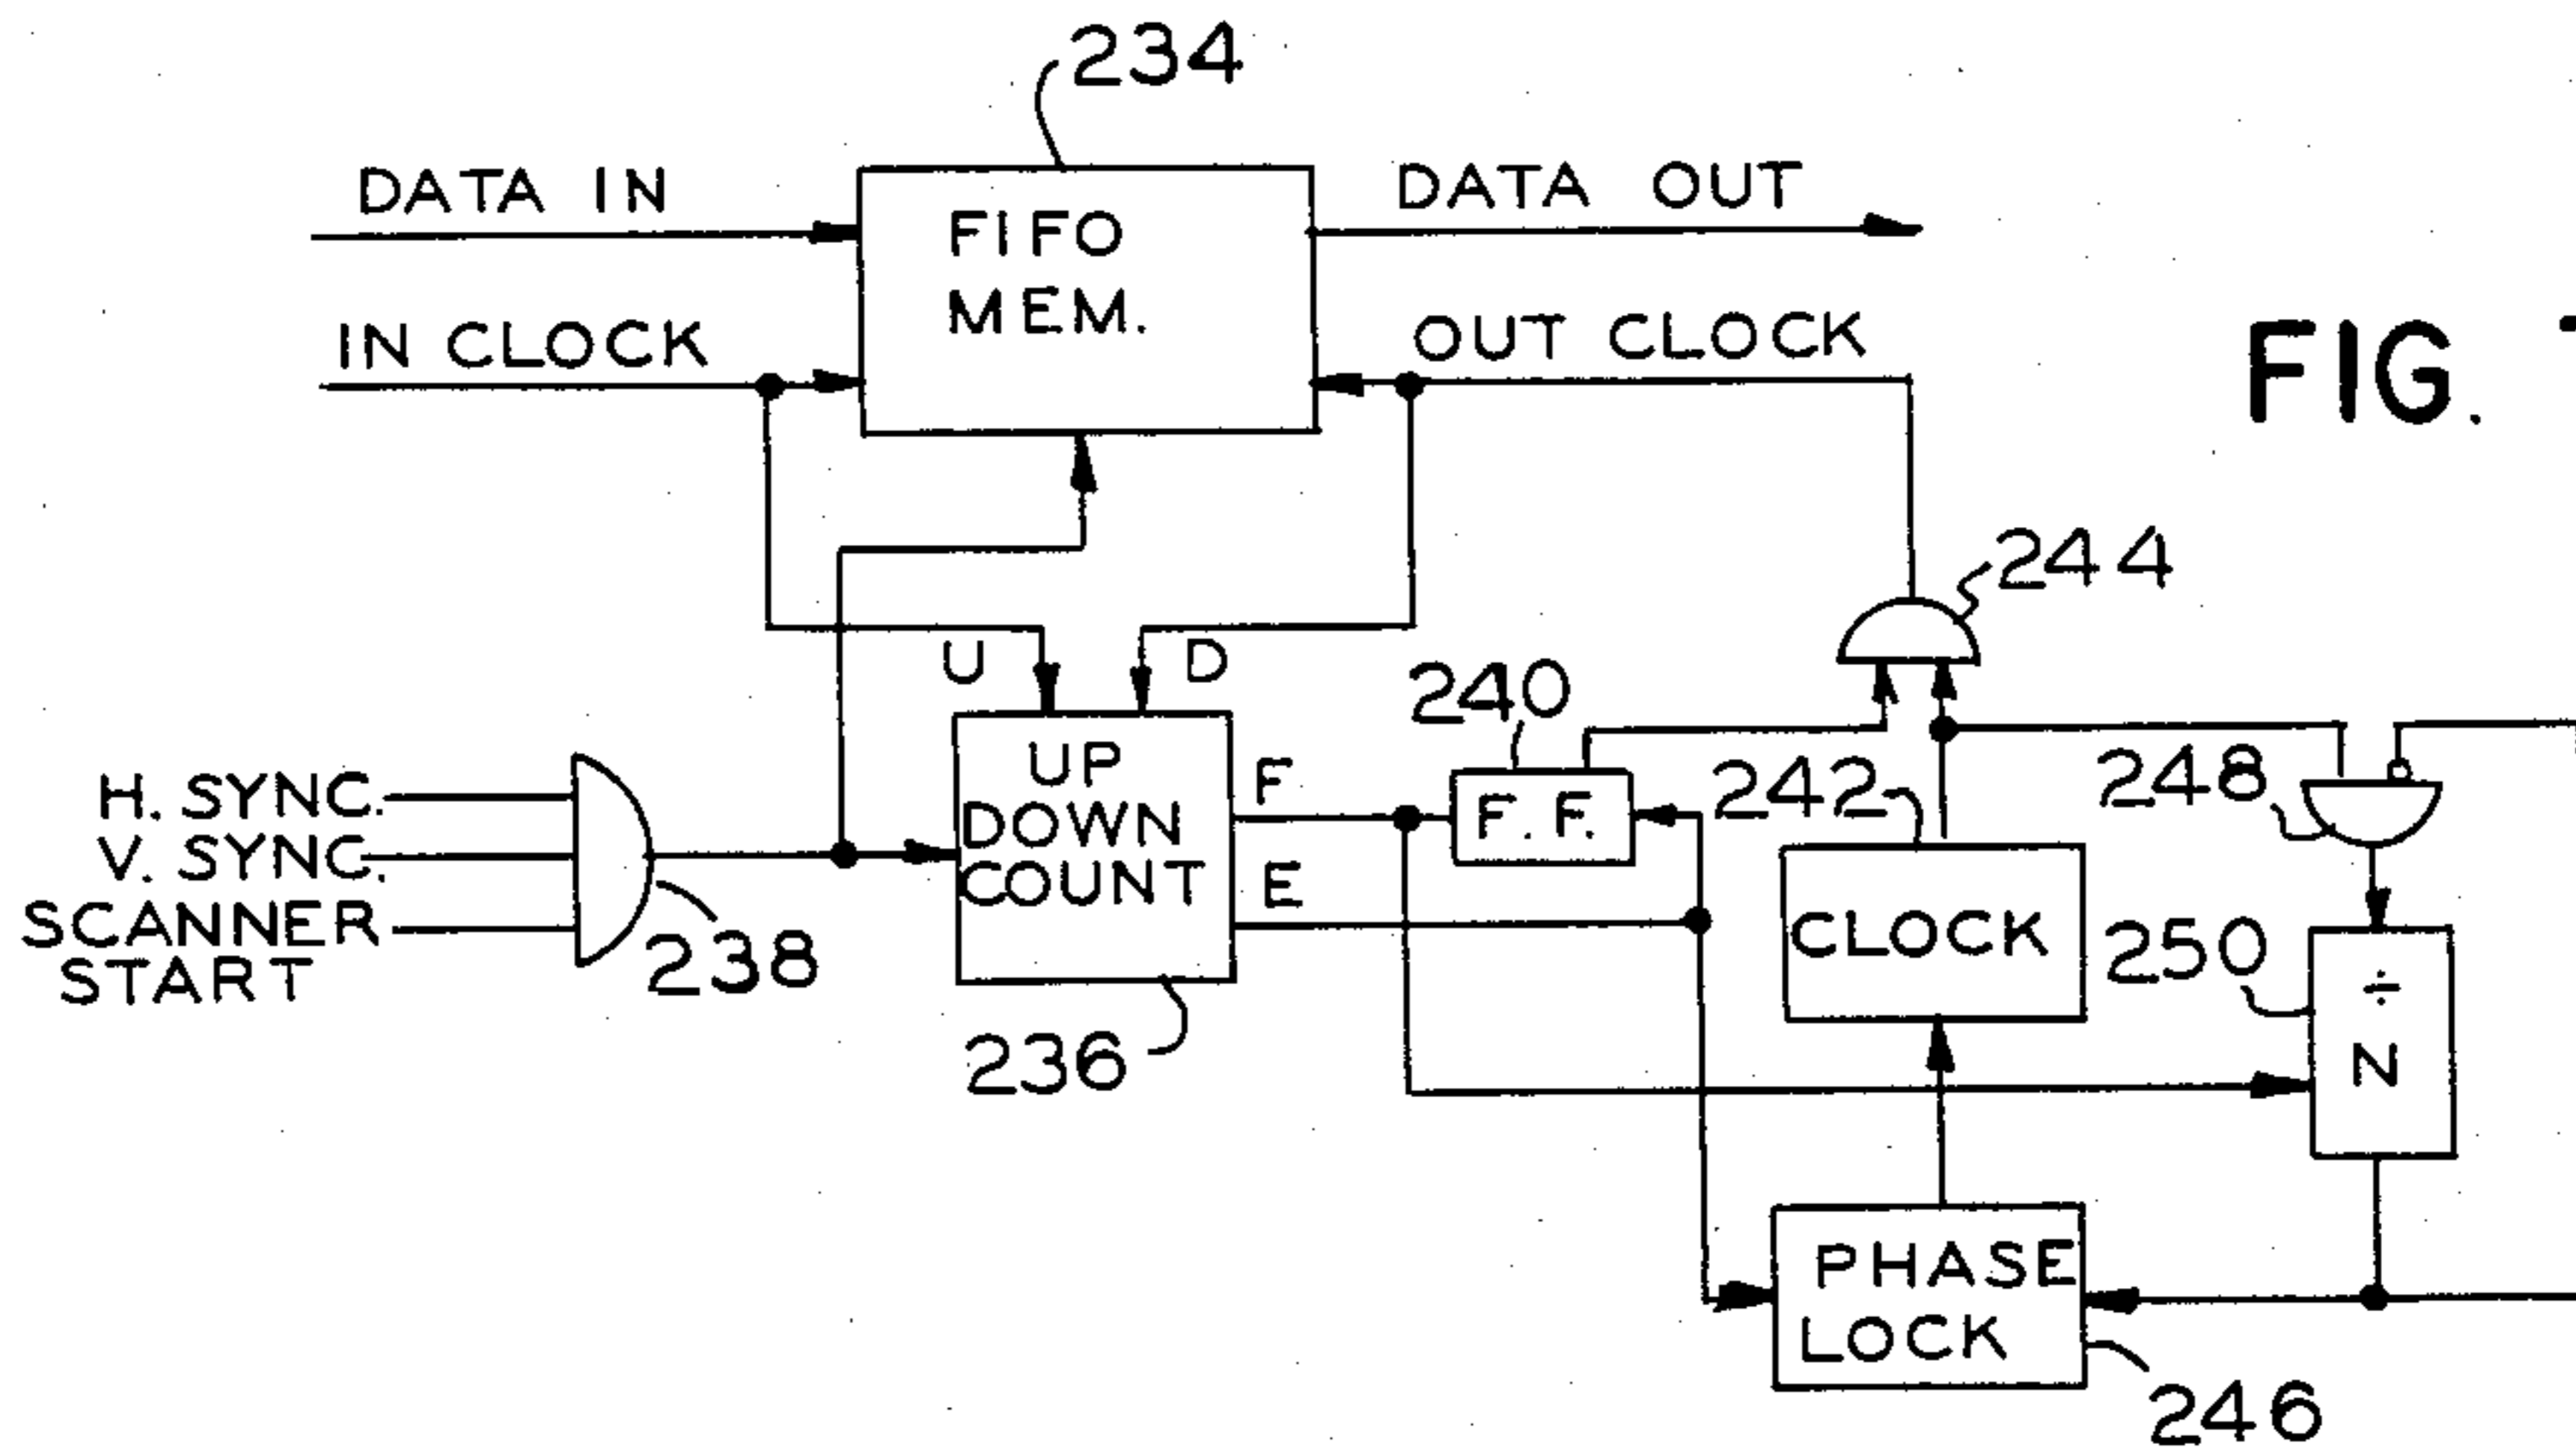 234
DATA IN
DATA OUT
FIFO
MEM.
IN CLOCK
OUT CLOCK
FIG.
244
U
D
240
H. SYNC.
V. SYNC.
SCANNER
START
238
UP
DOWN
COUNT
F
E
F. F.
242
248
CLOCK
250
÷
N
236
PHASE
LOCK
246